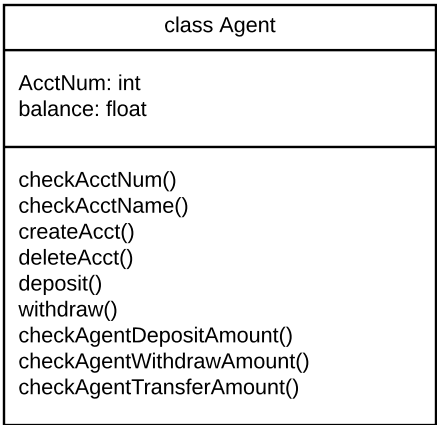 class Agent
AcctNum: int
balance: float
checkAcctNum()
checkAcctName()
createAcct()
deleteAcct()
deposit()
withdraw()
checkAgentDepositAmount()
checkAgentWithdrawAmount()
checkAgentTransferAmount()